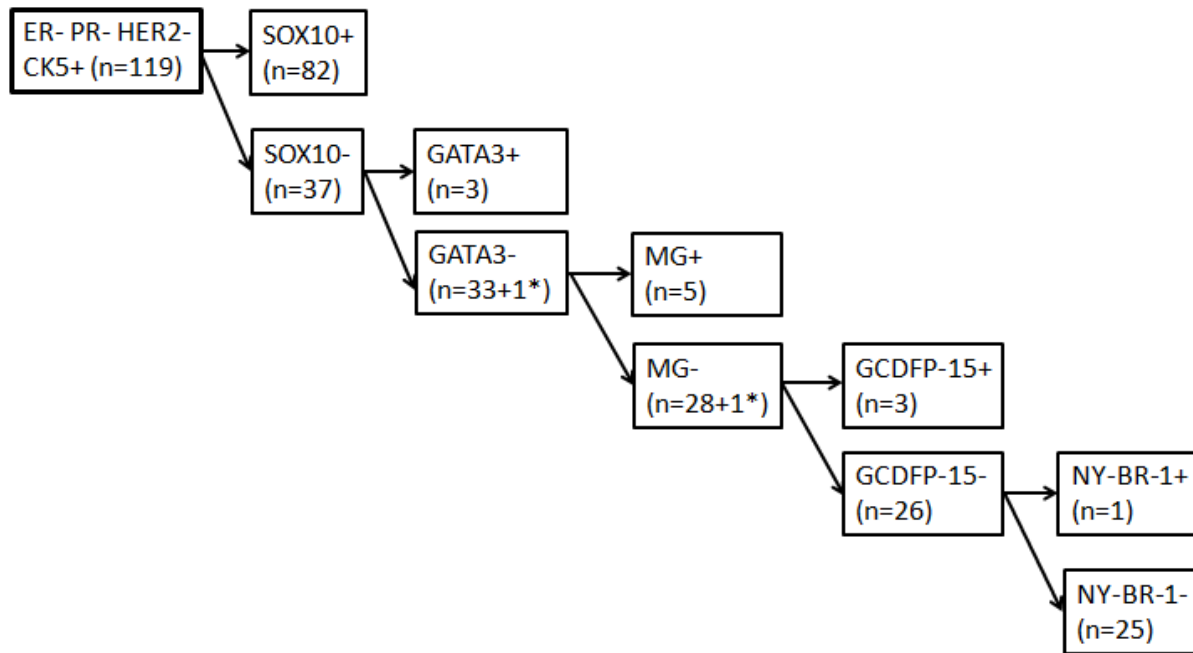 ER- PR- HER2-
CK5+ (n=119)
SOX10+
(n=82)
SOX10-
(n=37)
GATA3+
(n=3)
GATA3-
(n=33+1*)
MG+
(n=5)
MG-
(n=28+1*)
GCDFP-15+
(n=3)
GCDFP-15-
(n=26)
NY-BR-1+
(n=1)
NY-BR-1-
(n=25)